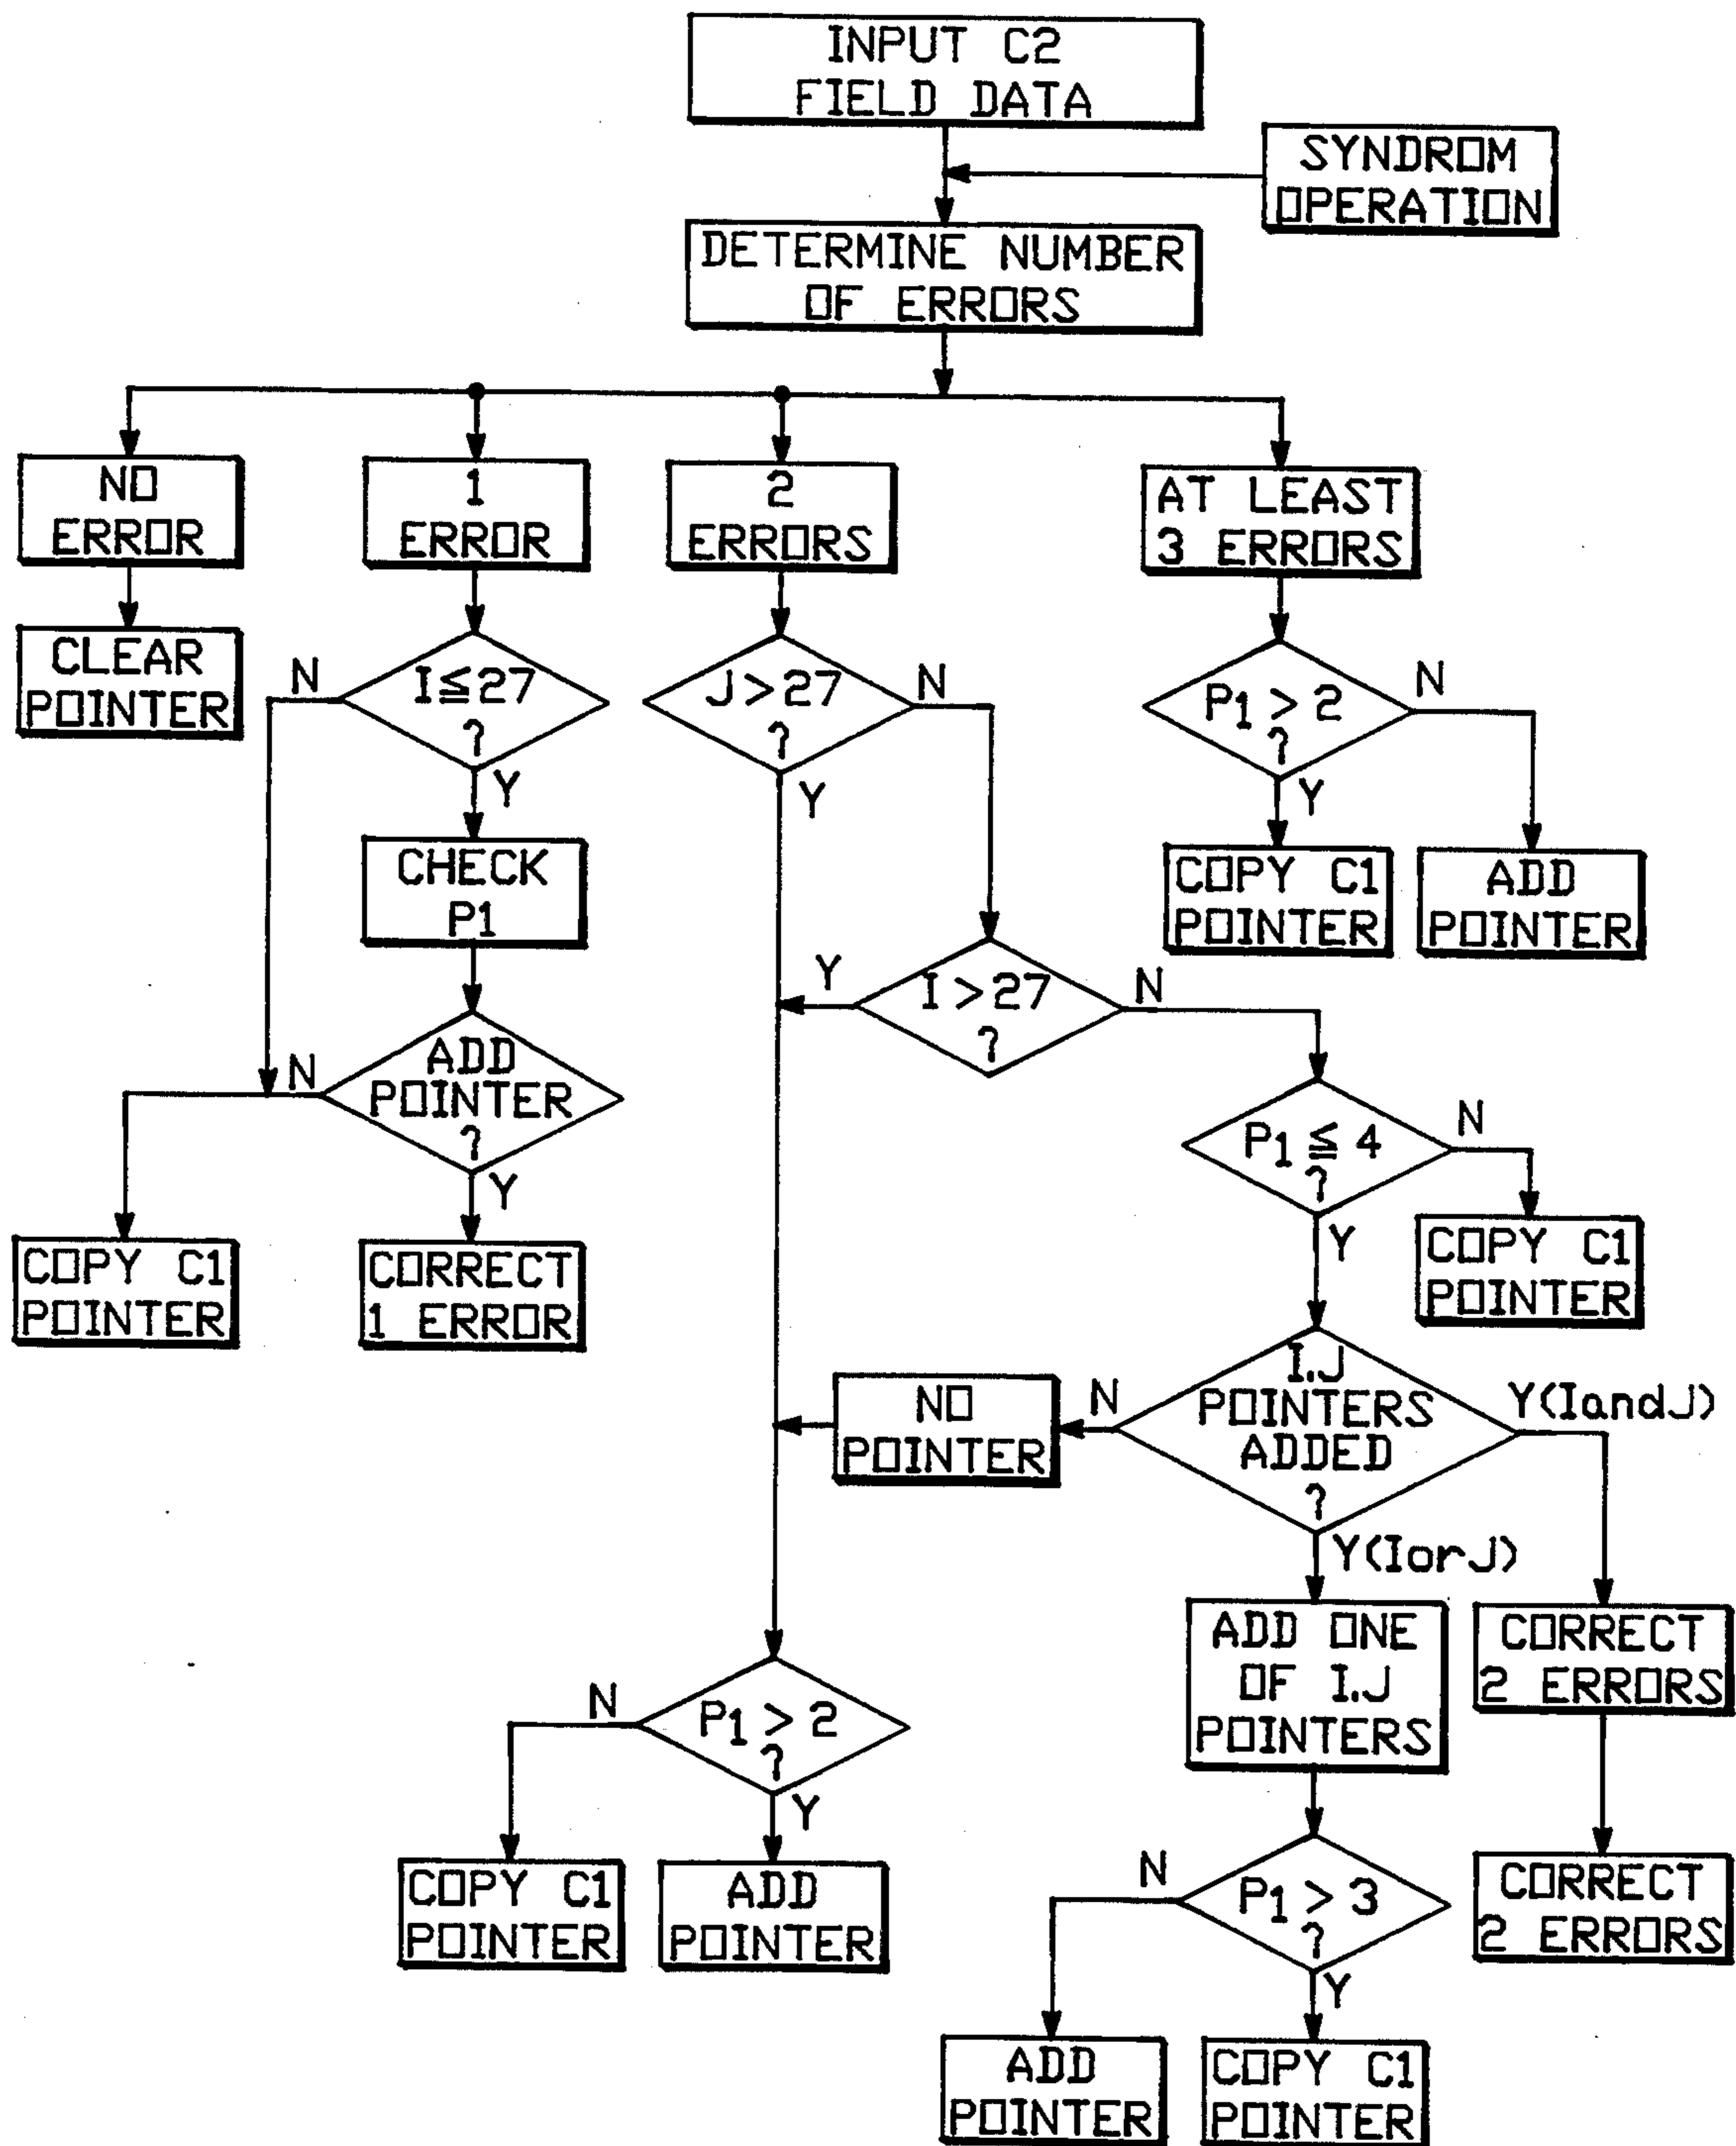 INPUT C2
FIELD DATA
SYNDROM
OPERATION
DETERMINE NUMBER
OF ERRORS
NO
ERROR
1
ERROR
2
ERRORS
AT LEAST
3 ERRORS
CLEAR
POINTER
N
I≦27
?
Y
J>27
?
N
Y
P1 > 2
?
N
Y
CHECK
P1
COPY C1
POINTER
ADD
POINTER
Y
I>27
?
N
N
ADD
POINTER
?
Y
P1 ≦ 4
?
N
Y
COPY C1
POINTER
CORRECT
1 ERROR
COPY C1
POINTER
NO
POINTER
N
I.J
POINTERS
ADDED
?
Y(IandJ)
Y(IorJ)
ADD ONE
OF I.J
POINTERS
CORRECT
2 ERRORS
N
P1 > 2
?
Y
COPY C1
POINTER
ADD
POINTER
N
P1 > 3
?
Y
CORRECT
2 ERRORS
ADD
POINTER
COPY C1
POINTER